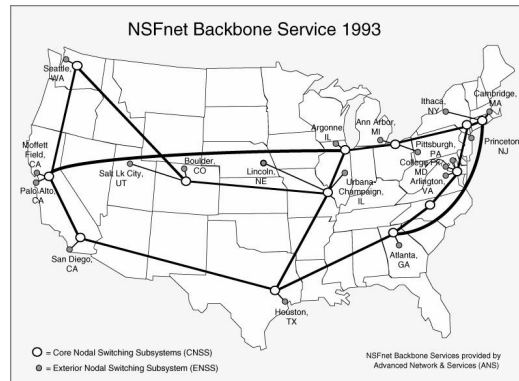 NSFnet Backbone Service 1993
Seattle,
WA
Cambridge,
MA
Ithaca,
NY
Ann Arbor,
MI
Argonne,
IL
Princeton,
NJ
Pittsburgh,
PA
College Pk,
MD
Arlington,
VA
Moffett
Field,
CA
Palo Alto,
CA
Salt Lk City,
UT
Boulder,
CO
Lincoln,
NE
Urbana-
Champaign,
IL
San Diego,
CA
Atlanta,
GA
Houston,
TX
= Core Nodal Switching Subsystems (CNSS)
= Exterior Nodal Switching Subsystem (ENSS)
NSFnet Backbone Services provided by
Advanced Network & Services (ANS)